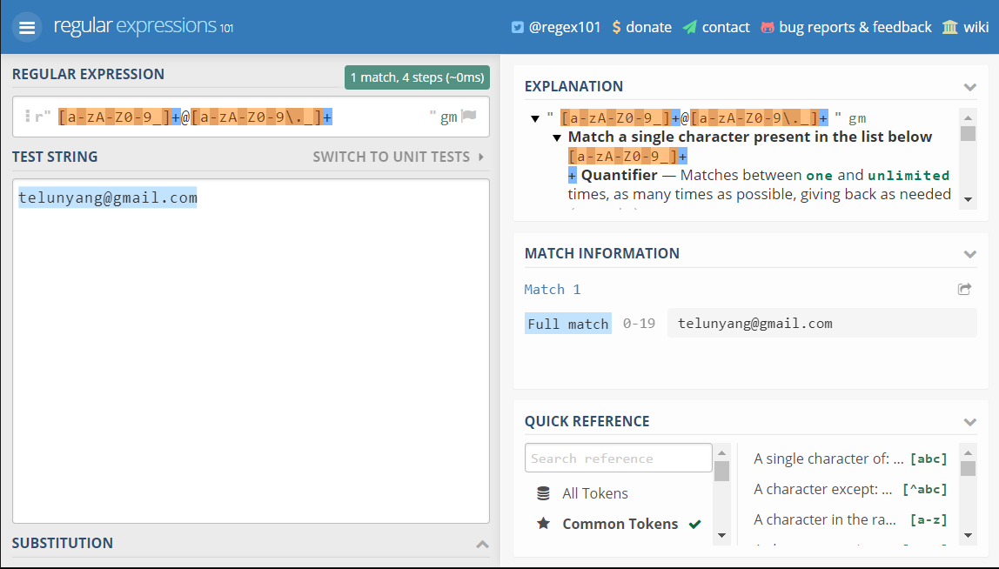 regular expressions 101
@regex101 $ donate contact bug reports & feedback wiki
REGULAR EXPRESSION
1 match, 4 steps (~0ms)
r" [a-zA-Z0-9_]+@[a-zA-Z0-9\._]+ " gm
TEST STRING
SWITCH TO UNIT TESTS
telunyang@gmail.com
SUBSTITUTION
EXPLANATION
" [a-zA-Z0-9_]+@[a-zA-Z0-9\._]+ " gm
Match a single character present in the list below
[a-zA-Z0-9_]+
+ Quantifier — Matches between one and unlimited
times, as many times as possible, giving back as needed
MATCH INFORMATION
Match 1
Full match 0-19 telunyang@gmail.com
QUICK REFERENCE
Search reference
All Tokens
Common Tokens
A single character of: ... [abc]
A character except: ... [^abc]
A character in the ra... [a-z]